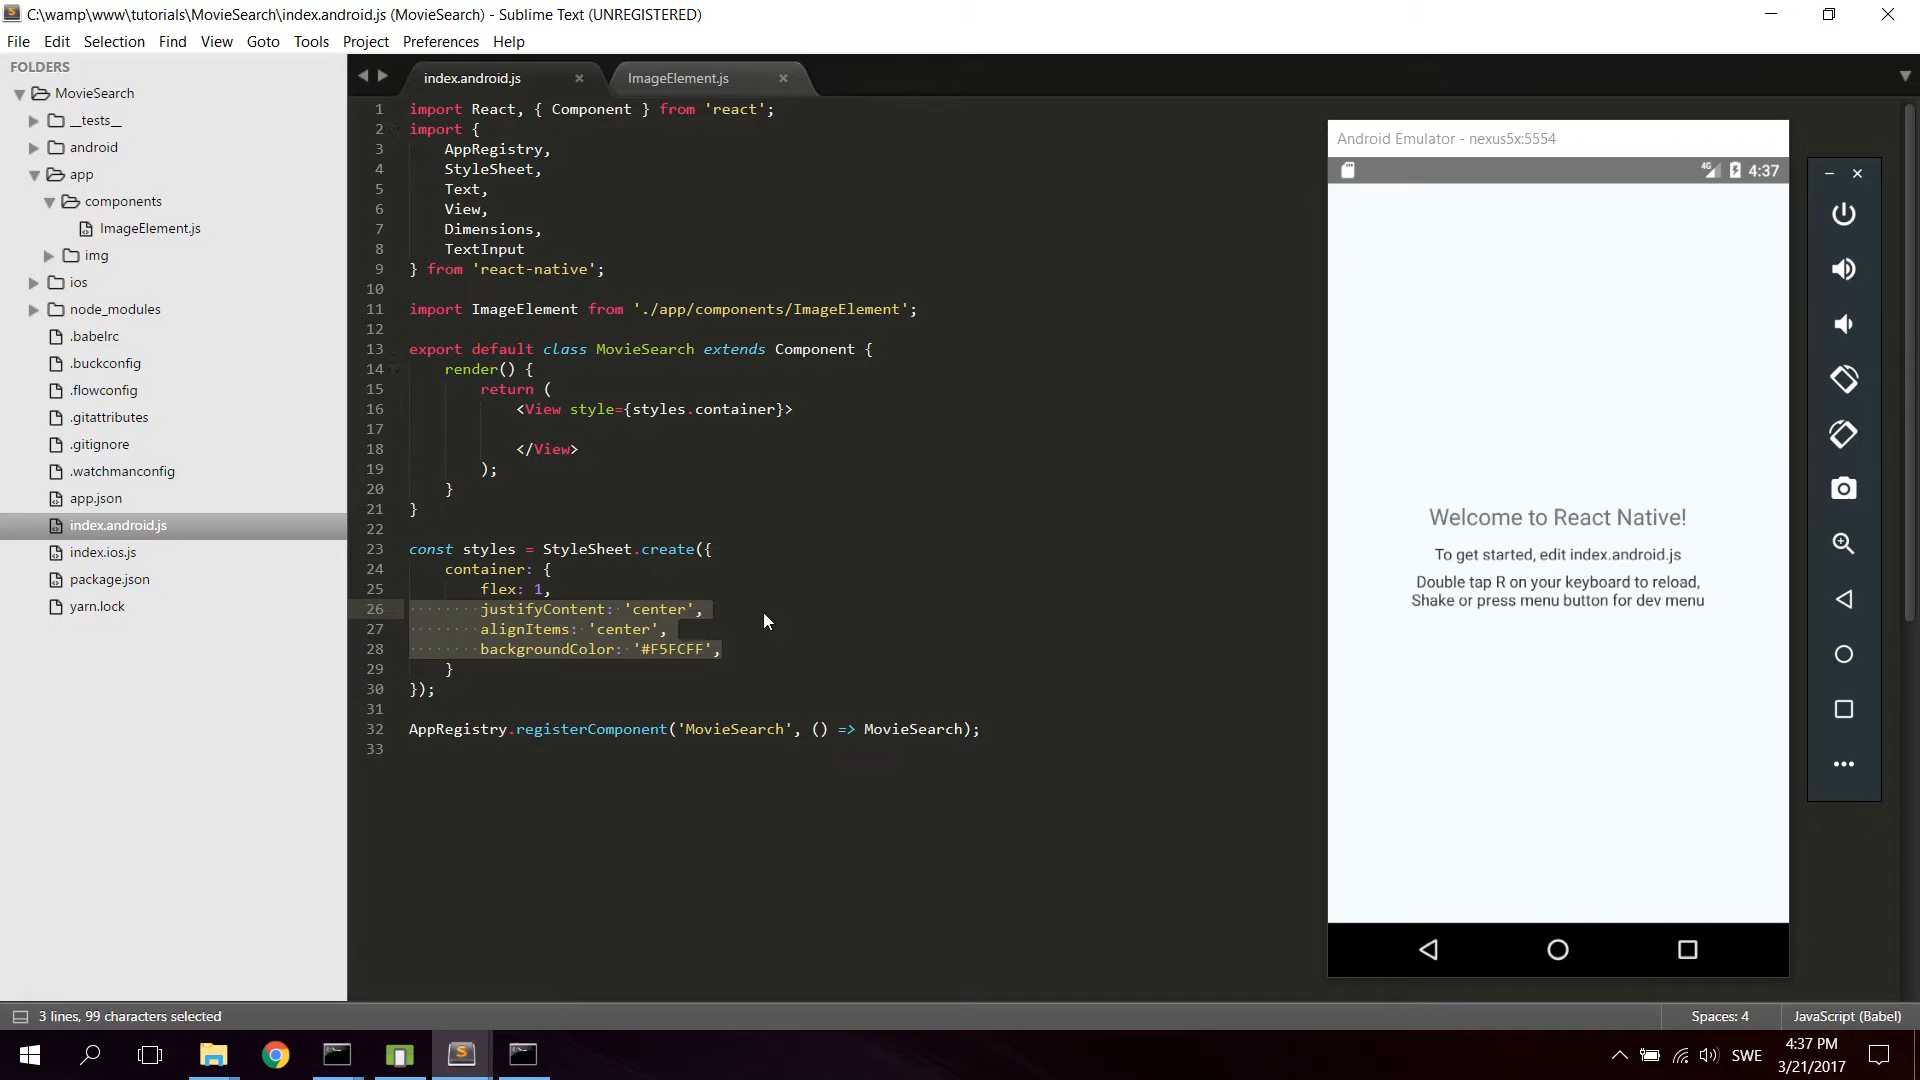 C:\wamp\www\tutorials\MovieSearch\index.android.js (MovieSearch) - Sublime Text (UNREGISTERED)
File Edit Selection Find View Goto Tools Project Preferences Help
FOLDERS
MovieSearch
__tests__
android
app
components
ImageElement.js
img
ios
node_modules
.babelrc
.buckconfig
.flowconfig
.gitattributes
.gitignore
.watchmanconfig
app.json
index.android.js
index.ios.js
package.json
yarn.lock
index.android.js × ImageElement.js ×
1 import React, { Component } from 'react';
2 import {
3 AppRegistry,
4 StyleSheet,
5 Text,
6 View,
7 Dimensions,
8 TextInput
9 } from 'react-native';
10
11 import ImageElement from './app/components/ImageElement';
12
13 export default class MovieSearch extends Component {
14 render() {
15 return (
16 <View style={styles.container}>
17
18 </View>
19 );
20 }
21 }
22
23 const styles = StyleSheet.create({
24 container: {
25 flex: 1,
26 justifyContent: 'center',
27 alignItems: 'center',
28 backgroundColor: '#F5FCFF',
29 }
30 });
31
32 AppRegistry.registerComponent('MovieSearch', () => MovieSearch);
33
Android Emulator - nexus5x:5554
4G 4:37
Welcome to React Native!
To get started, edit index.android.js
Double tap R on your keyboard to reload,
Shake or press menu button for dev menu
3 lines, 99 characters selected
Spaces: 4
JavaScript (Babel)
SWE
4:37 PM
3/21/2017